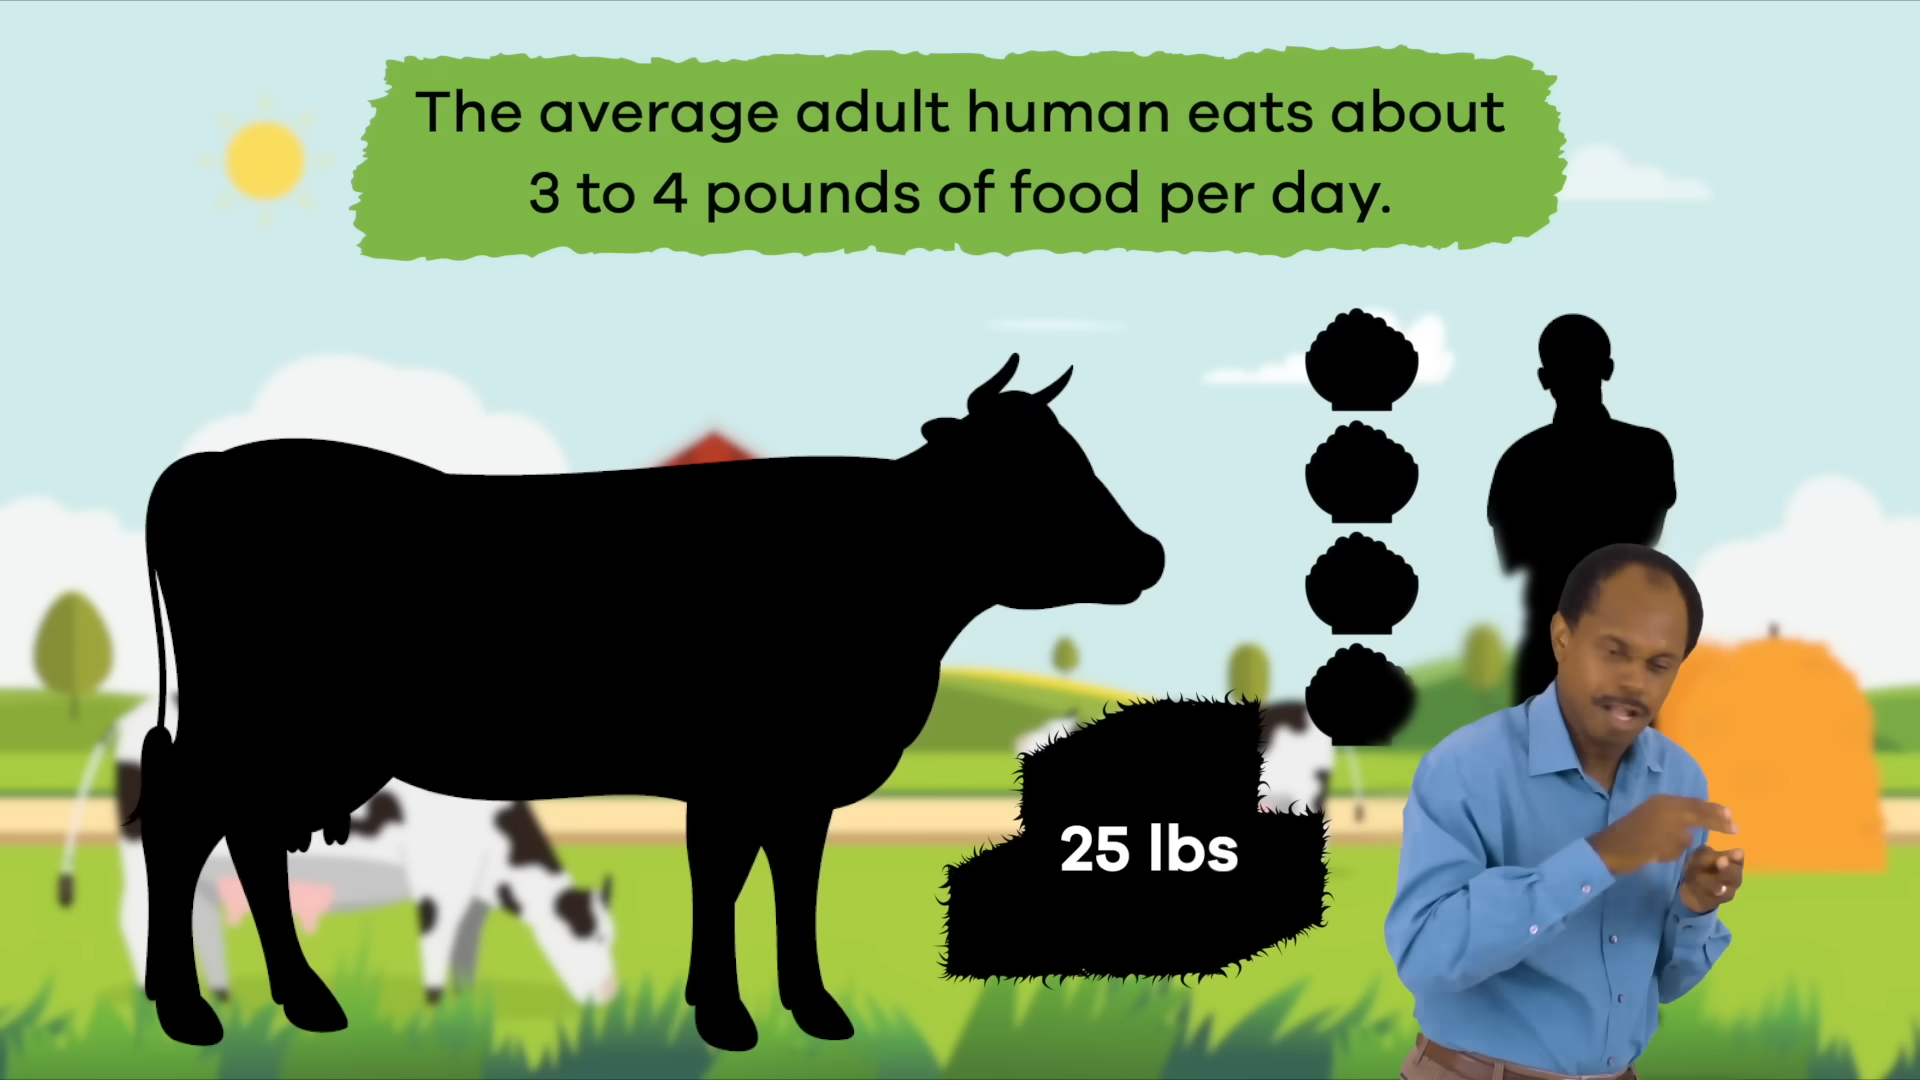 The average adult human eats about
3 to 4 pounds of food per day.
25 lbs